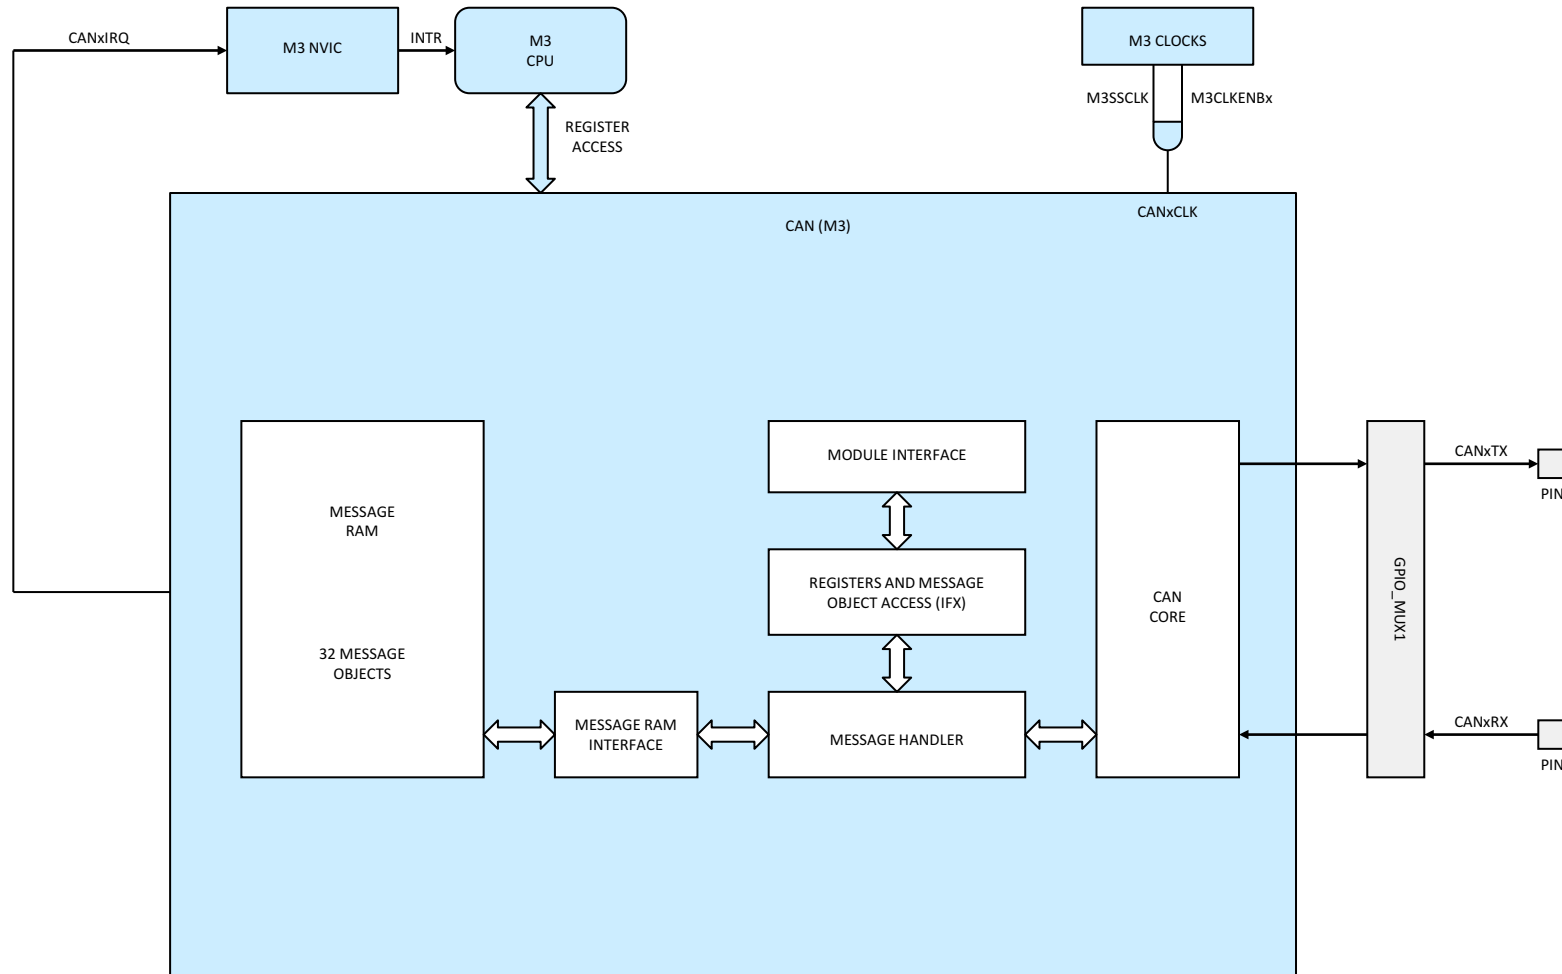 CANxIRQ
M3 NVIC
INTR
M3
CPU
M3 CLOCKS
M3SSCLK
M3CLKENBx
REGISTER
ACCESS
CANxCLK
CAN (M3)
MODULE INTERFACE
CANxTX
PIN
MESSAGE
RAM
REGISTERS AND MESSAGE
OBJECT ACCESS (IFX)
CAN
CORE
GPIO_MUX1
32 MESSAGE
OBJECTS
MESSAGE RAM
INTERFACE
MESSAGE HANDLER
CANxRX
PIN